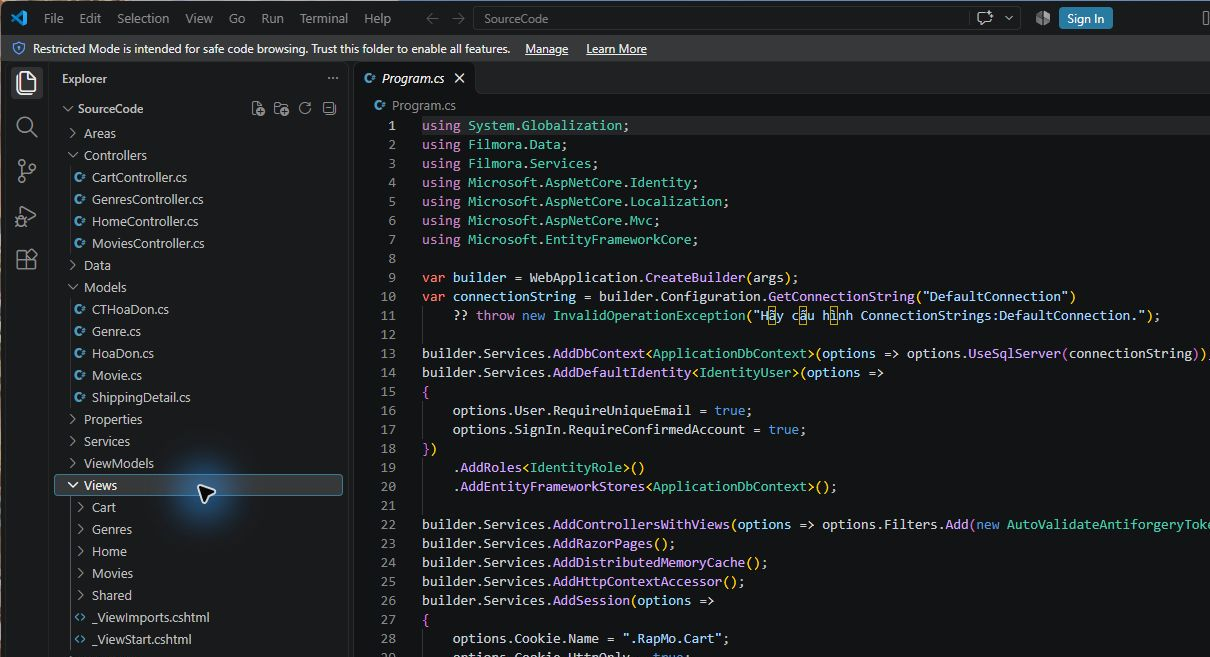 File Edit Selection View Go Run Terminal Help SourceCode Sign In
Restricted Mode is intended for safe code browsing. Trust this folder to enable all features. Manage Learn More
Explorer
SourceCode
Areas
Controllers
CartController.cs
GenresController.cs
HomeController.cs
MoviesController.cs
Data
Models
CTHoaDon.cs
Genre.cs
HoaDon.cs
Movie.cs
ShippingDetail.cs
Properties
Services
ViewModels
Views
Cart
Genres
Home
Movies
Shared
_ViewImports.cshtml
_ViewStart.cshtml
Program.cs
Program.cs
1 using System.Globalization;
2 using Filmora.Data;
3 using Filmora.Services;
4 using Microsoft.AspNetCore.Identity;
5 using Microsoft.AspNetCore.Localization;
6 using Microsoft.AspNetCore.Mvc;
7 using Microsoft.EntityFrameworkCore;
8
9 var builder = WebApplication.CreateBuilder(args);
10 var connectionString = builder.Configuration.GetConnectionString("DefaultConnection")
11 ?? throw new InvalidOperationException("Hãy cấu hình ConnectionStrings:DefaultConnection.");
12
13 builder.Services.AddDbContext<ApplicationDbContext>(options => options.UseSqlServer(connectionString))
14 builder.Services.AddDefaultIdentity<IdentityUser>(options =>
15 {
16 options.User.RequireUniqueEmail = true;
17 options.SignIn.RequireConfirmedAccount = true;
18 })
19 .AddRoles<IdentityRole>()
20 .AddEntityFrameworkStores<ApplicationDbContext>();
21
22 builder.Services.AddControllersWithViews(options => options.Filters.Add(new AutoValidateAntiforgeryToke
23 builder.Services.AddRazorPages();
24 builder.Services.AddDistributedMemoryCache();
25 builder.Services.AddHttpContextAccessor();
26 builder.Services.AddSession(options =>
27 {
28 options.Cookie.Name = ".RapMo.Cart";
29 options.Cookie.HttpOnly = true;